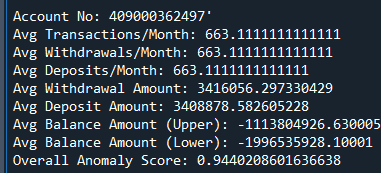 Account No: 409000362497'
Avg Transactions/Month: 663.1111111111111
Avg Withdrawals/Month: 663.1111111111111
Avg Deposits/Month: 663.1111111111111
Avg Withdrawal Amount: 3416056.297330429
Avg Deposit Amount: 3408878.582605228
Avg Balance Amount (Upper): -1113804926.630005
Avg Balance Amount (Lower): -1996535928.10001
Overall Anomaly Score: 0.9440208601636638